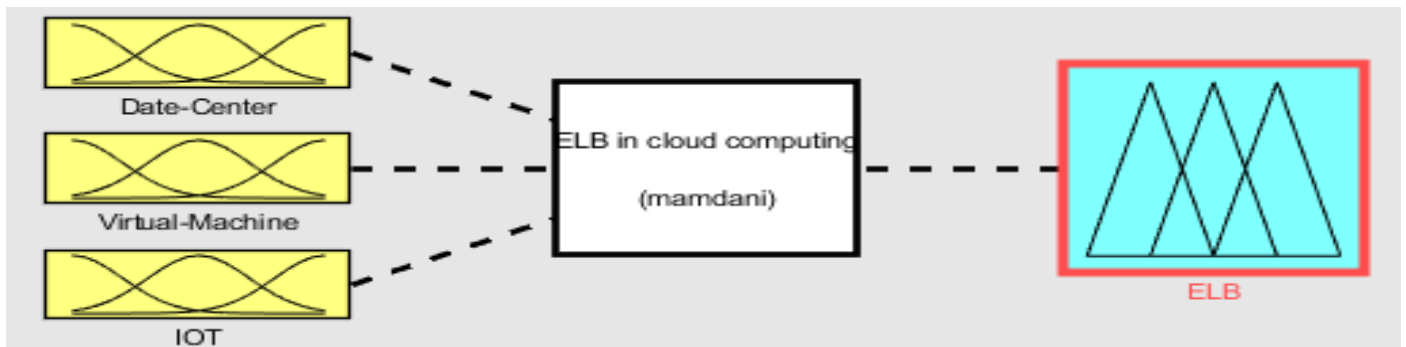 Date-Center
Virtual-Machine
IOT
ELB in cloud computing
(mamdani)
ELB